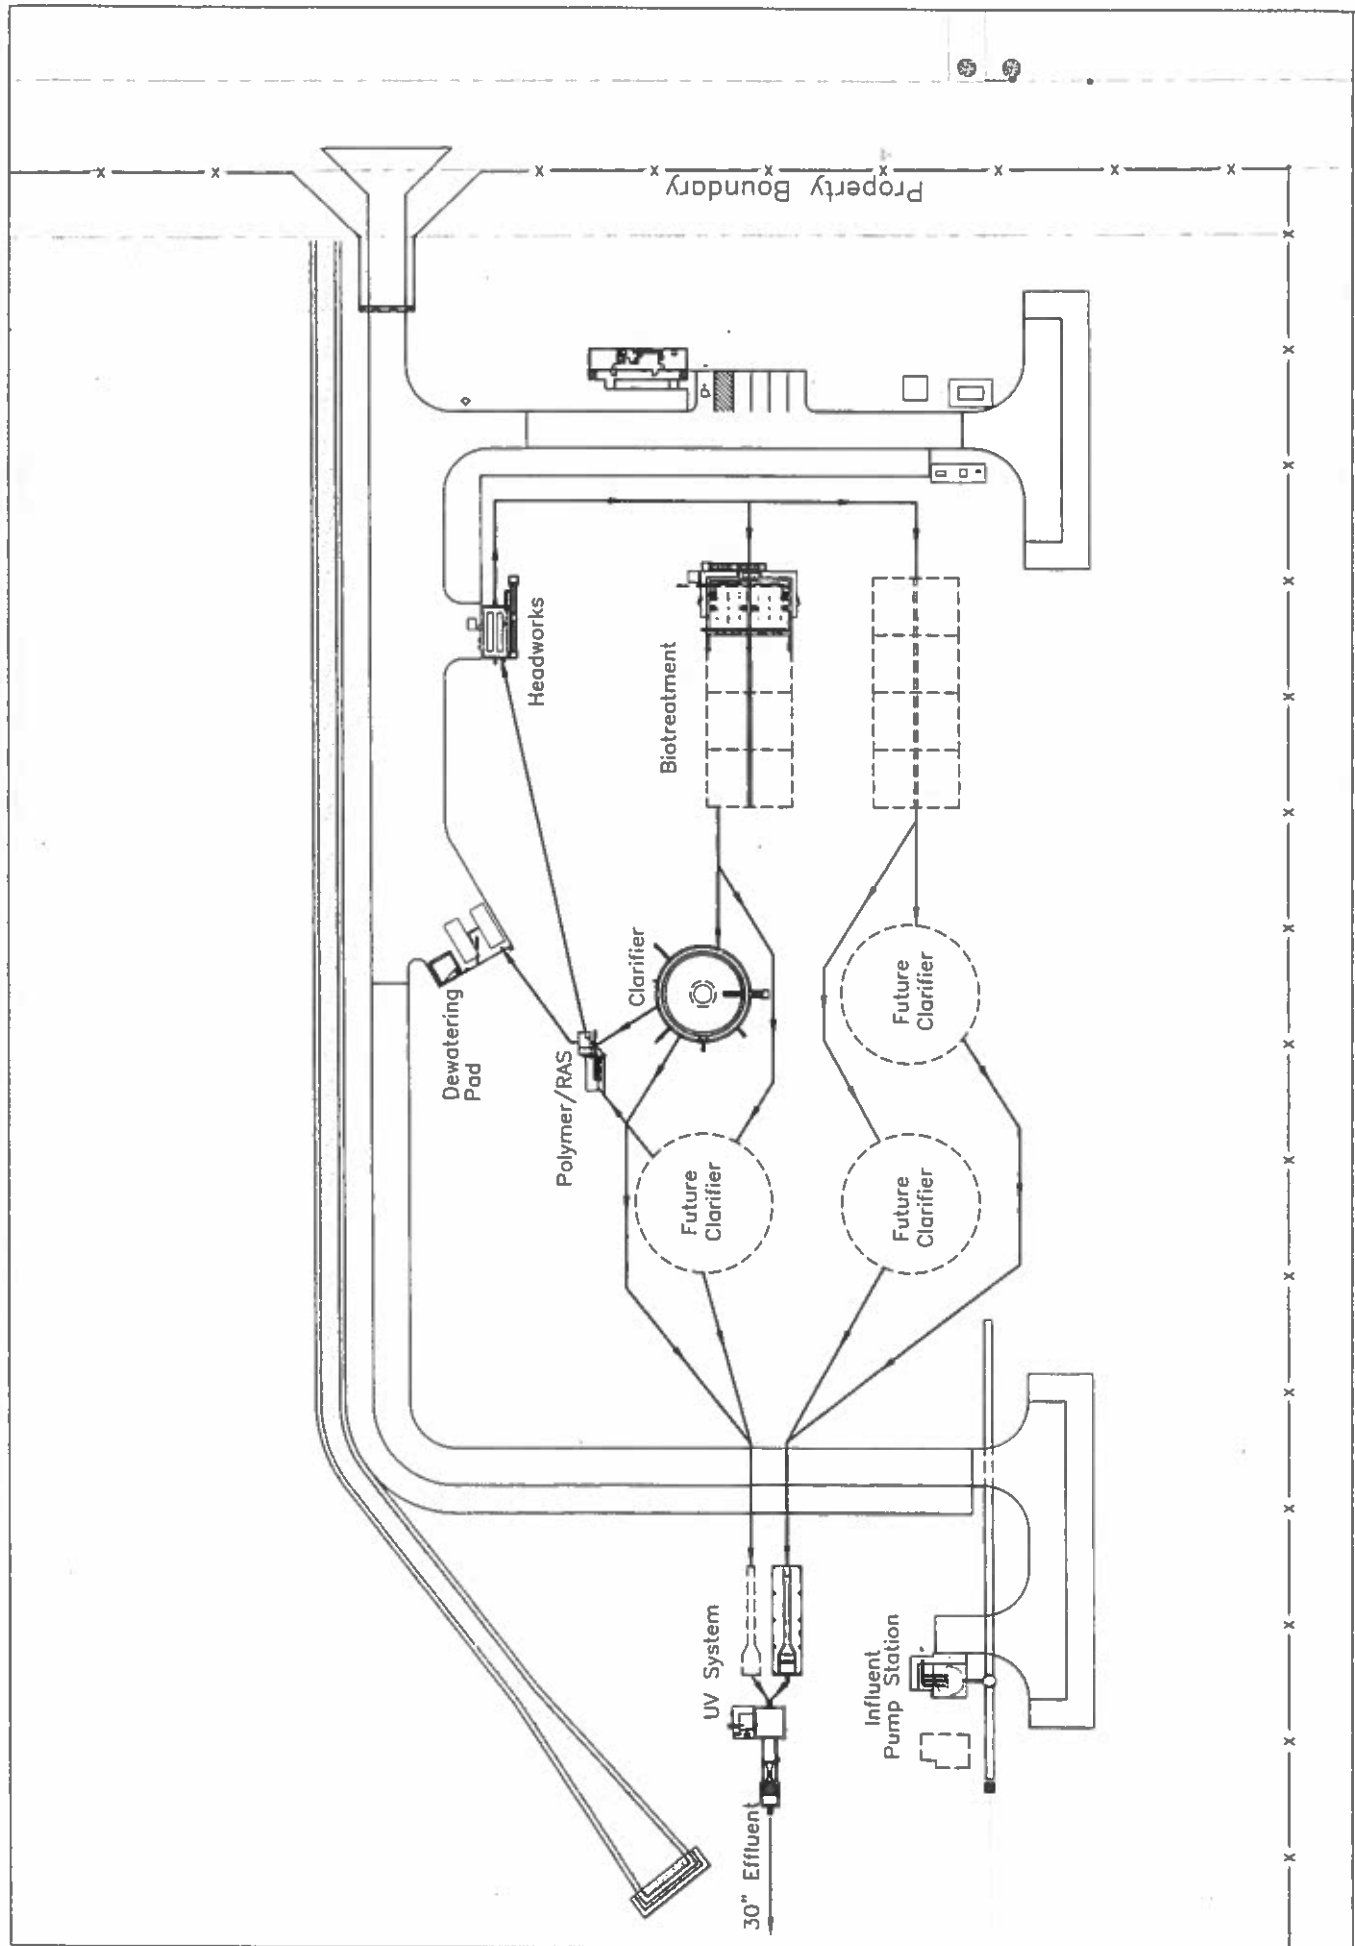 Property Boundary
Headworks
Biotreatment
Clarifier
Dewatering
Pad
Polymer/RAS
Future
Clarifier
Future
Clarifier
Future
Clarifier
UV System
Influent
Pump Station
30" Effluent